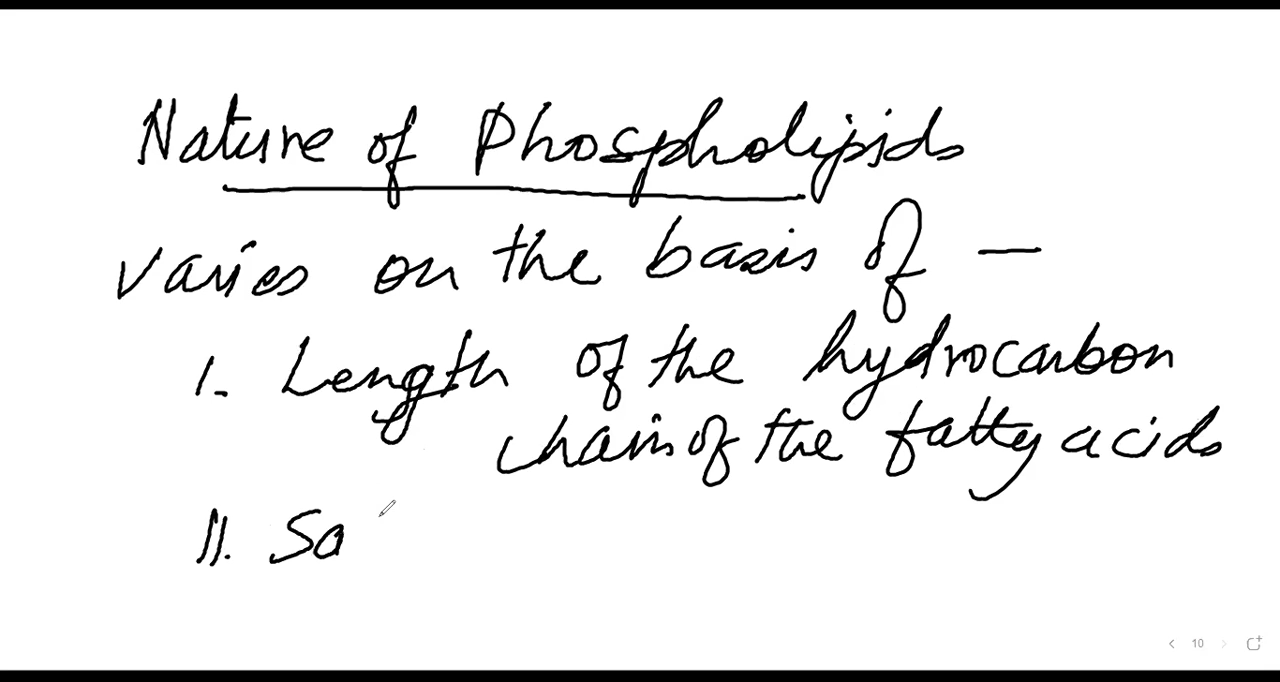 Nature of Phospholipids
varies on the basis of —
I. Length of the hydrocarbon
chain of the fatty acids
II. Sa
10